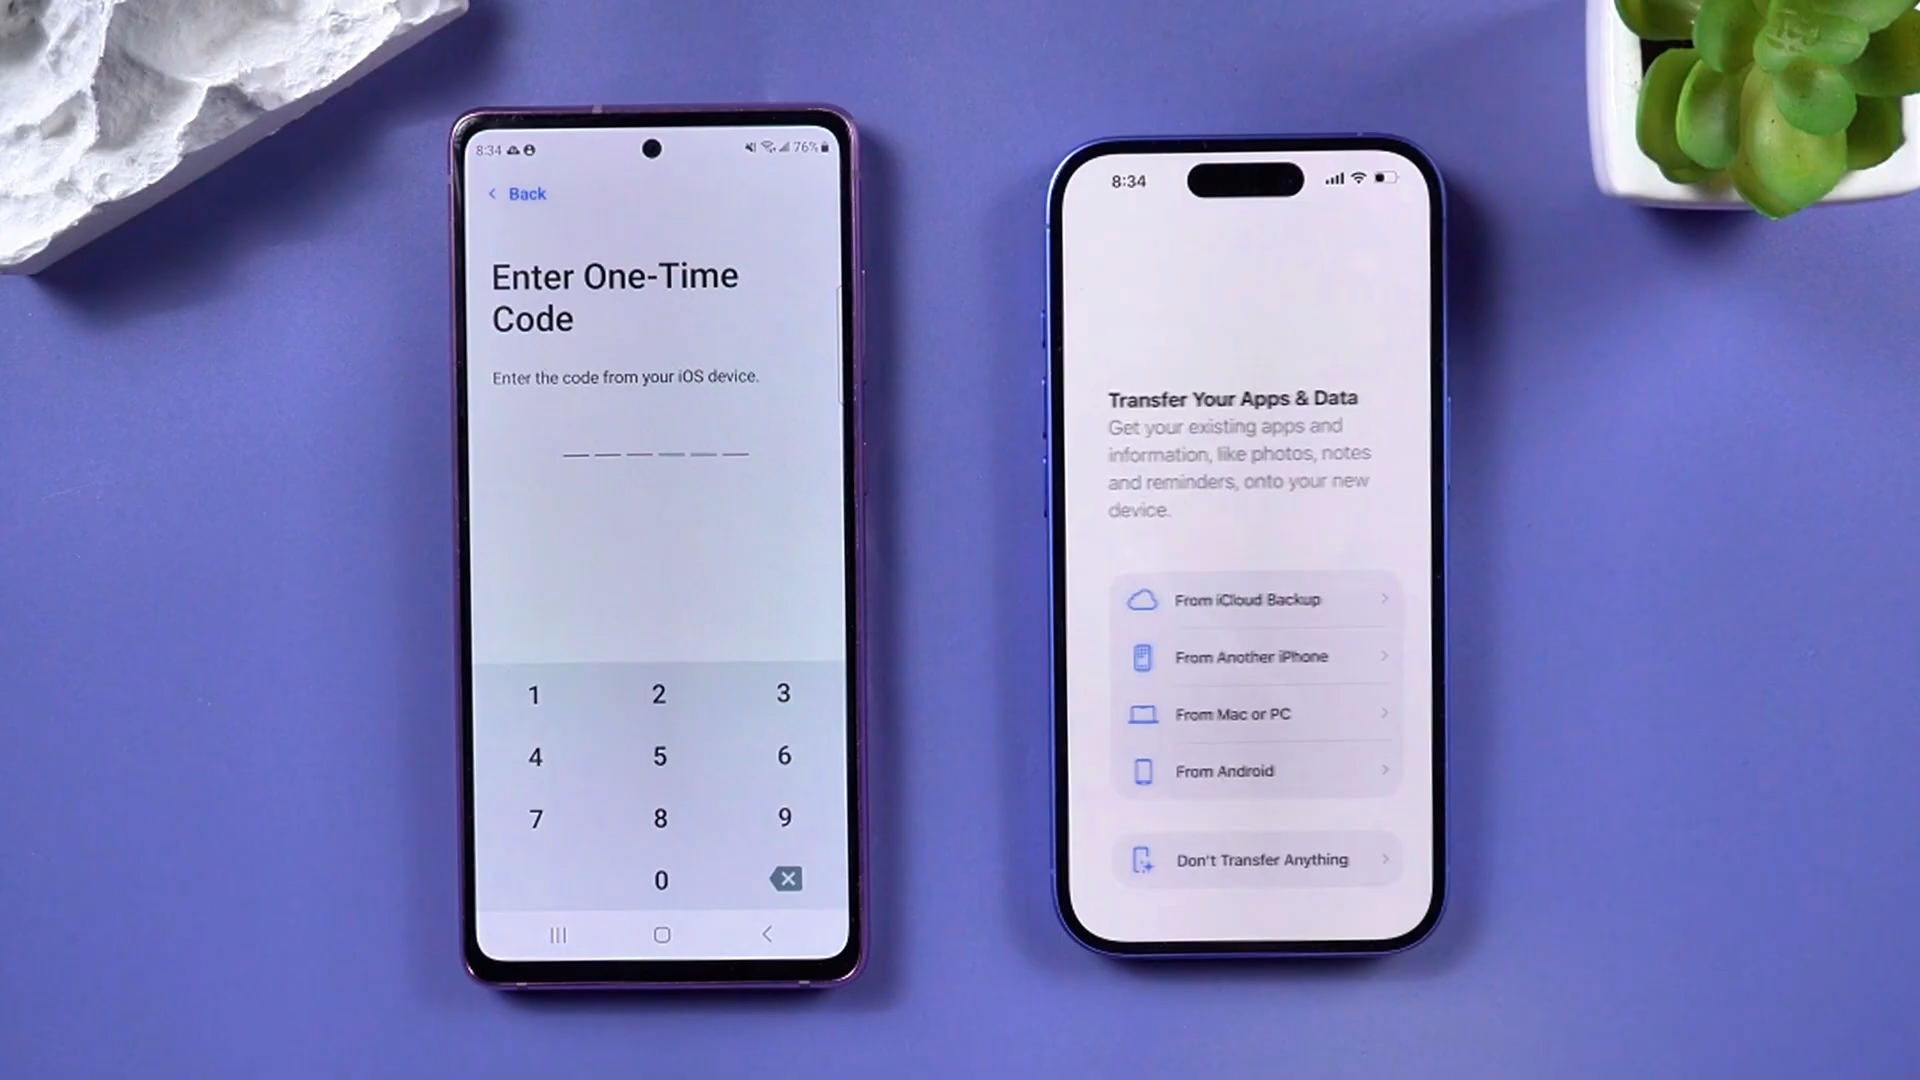 8:34
76%
Back
Enter One-Time
Code
Enter the code from your iOS device.
1 2 3
4 5 6
7 8 9
0
8:34
Transfer Your Apps & Data
Get your existing apps and
information, like photos, notes
and reminders, onto your new
device.
From iCloud Backup
From Another iPhone
From Mac or PC
From Android
Don't Transfer Anything